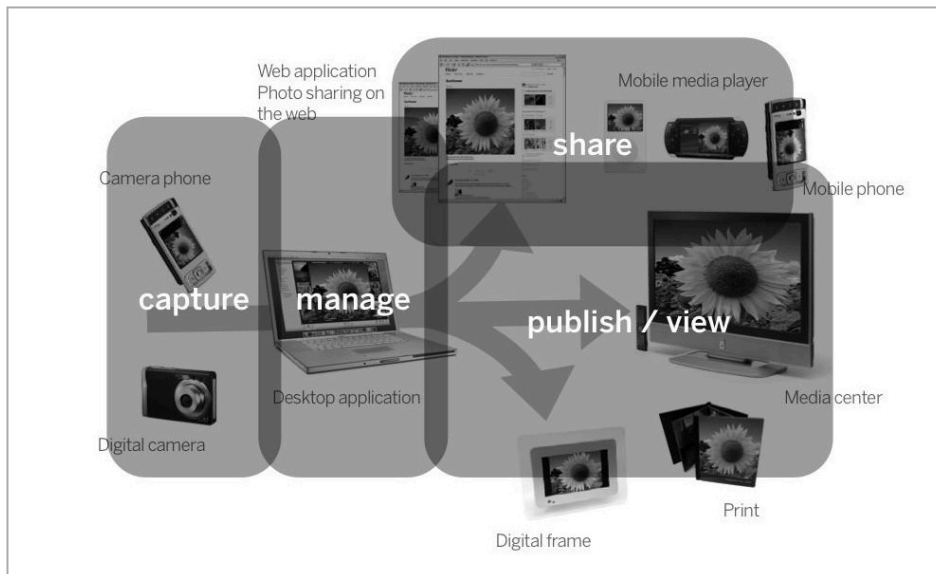 Web application
Photo sharing on
the web
Mobile media player
share
Camera phone
Mobile phone
capture
manage
publish / view
Desktop application
Media center
Digital camera
Print
Digital frame